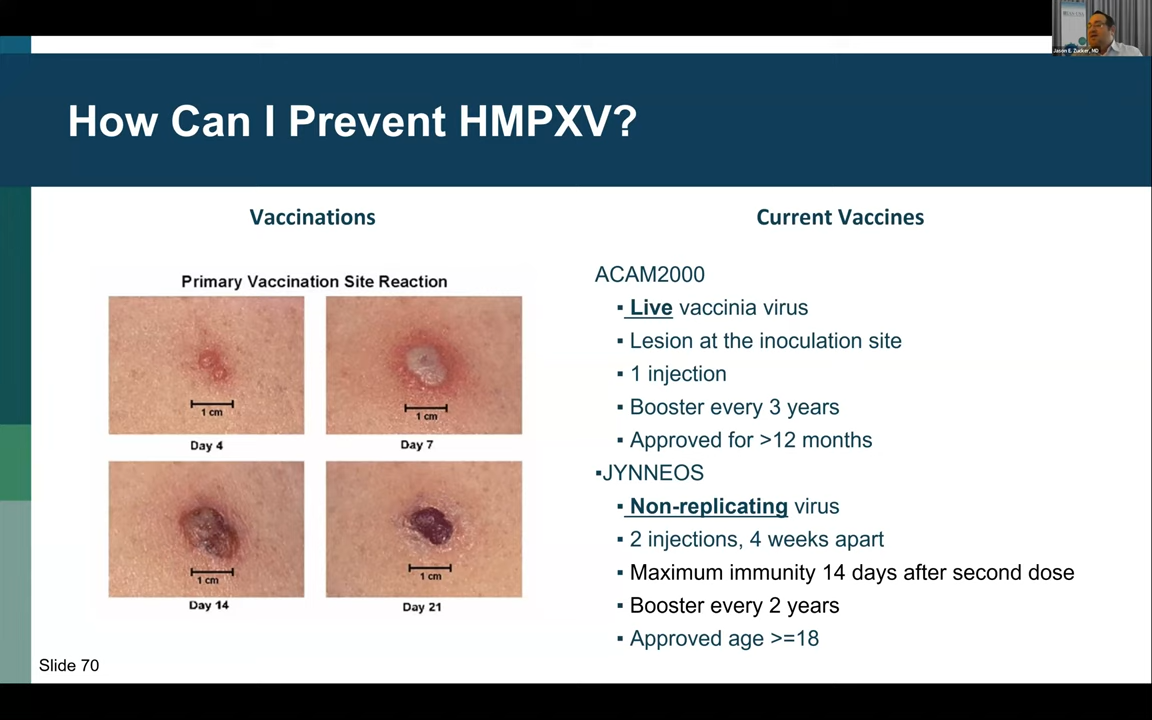 Jason E. Zucker, MD
How Can I Prevent HMPXV?
Vaccinations
Primary Vaccination Site Reaction
1 cm
Day 4
1 cm
Day 7
1 cm
Day 14
1 cm
Day 21
Current Vaccines
ACAM2000
▪ Live vaccinia virus
▪ Lesion at the inoculation site
▪ 1 injection
▪ Booster every 3 years
▪ Approved for >12 months
▪JYNNEOS
▪ Non-replicating virus
▪ 2 injections, 4 weeks apart
▪ Maximum immunity 14 days after second dose
▪ Booster every 2 years
▪ Approved age >=18
Slide 70